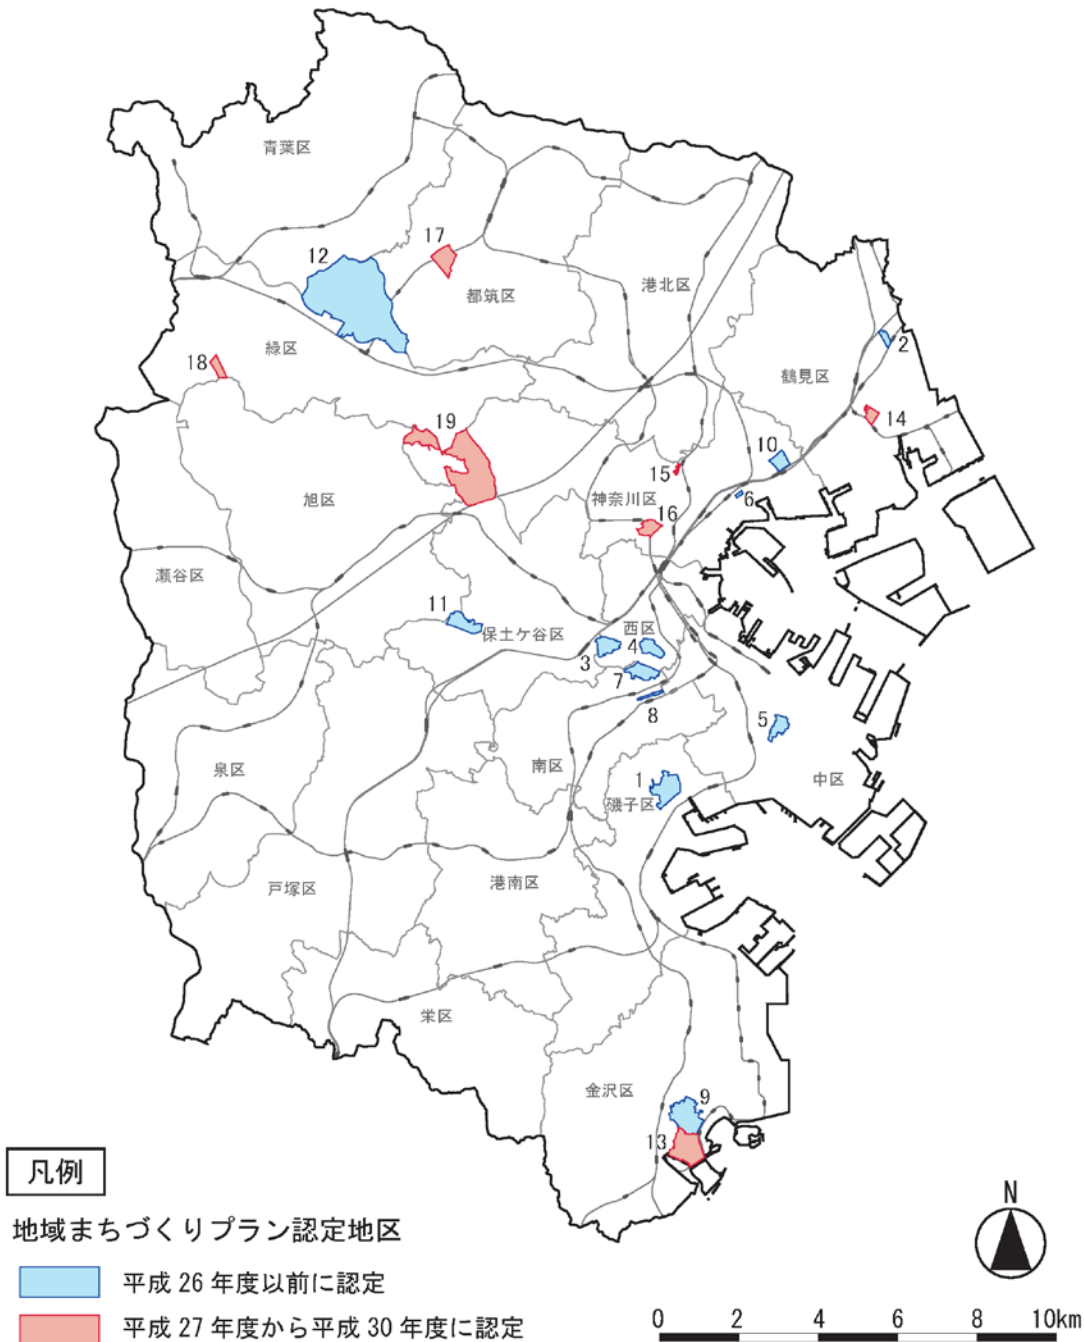 青葉区
12
17
都筑区
港北区
緑区
18
鶴見区
2
14
19
10
15
6
旭区
神奈川区
16
瀬谷区
11
保土ケ谷区
西区
3
4
7
8
5
泉区
南区
1
磯子区
中区
戸塚区
港南区
栄区
金沢区
9
13
凡例
地域まちづくりプラン認定地区
平成 26 年度以前に認定
平成 27 年度から平成 30 年度に認定
N
0 2 4 6 8 10km